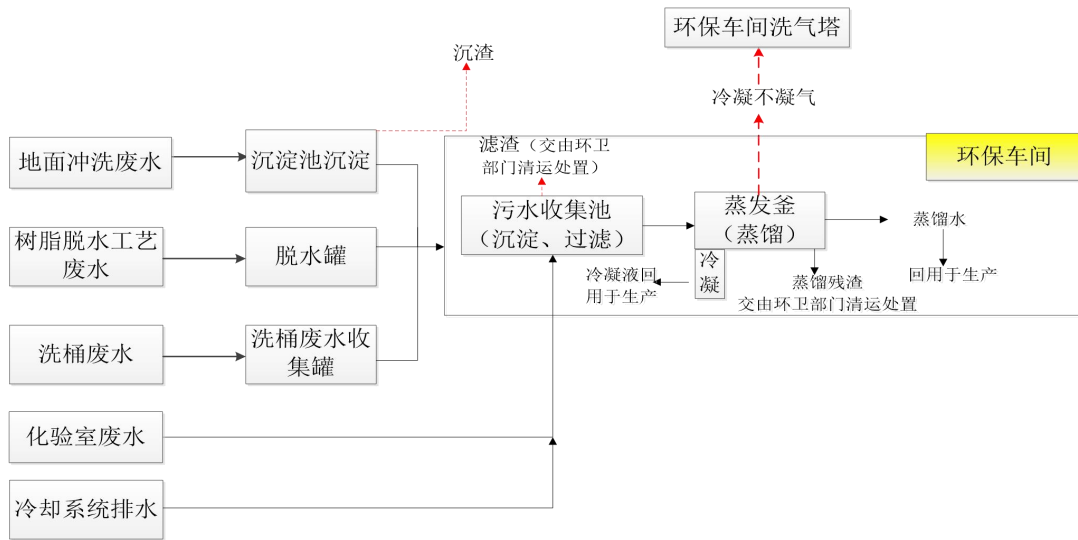 环保车间洗气塔
沉渣
冷凝不凝气
地面冲洗废水
沉淀池沉淀
滤渣（交由环卫
部门清运处置）
环保车间
污水收集池
（沉淀、过滤）
蒸发釜
（蒸馏）
蒸馏水
树脂脱水工艺
废水
脱水罐
冷
凝
冷凝液回
用于生产
蒸馏残渣
交由环卫部门清运处置
回用于生产
洗桶废水
洗桶废水收
集罐
化验室废水
冷却系统排水